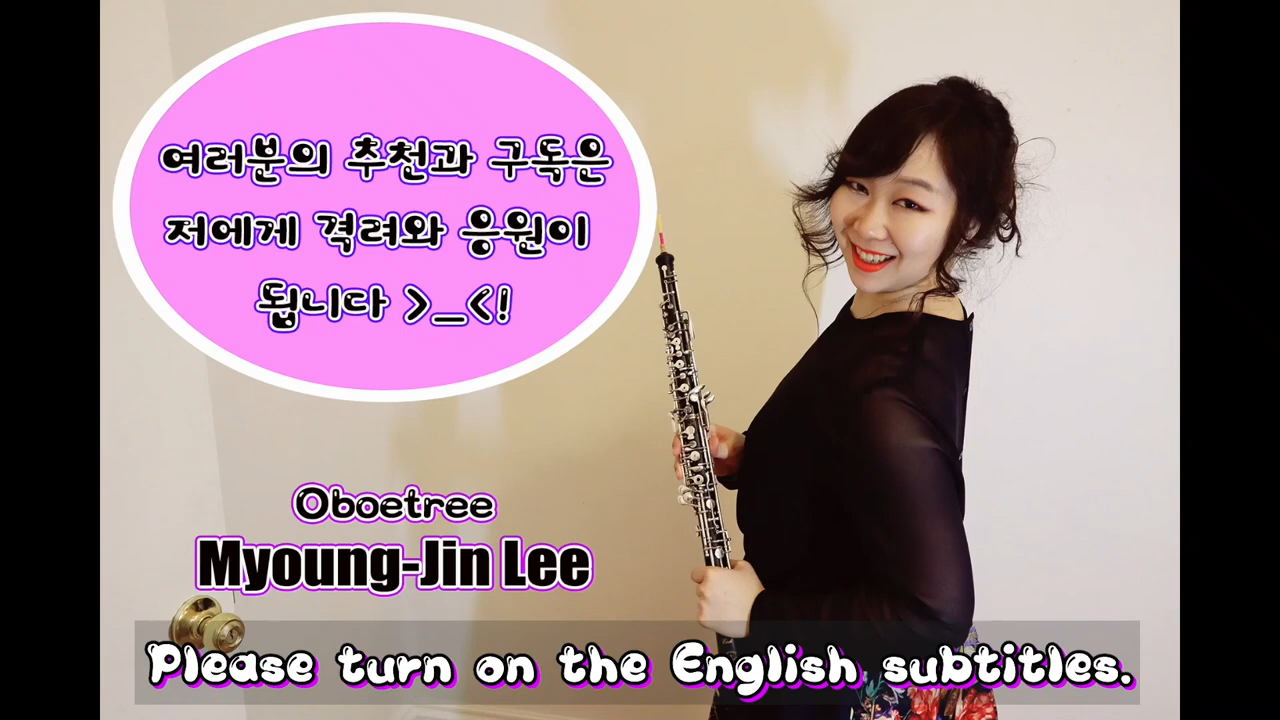 여러분의 추천과 구독은
저에게 격려와 응원이
됩니다 >_<!
Oboetree
Myoung-Jin Lee
Please turn on the English subtitles.